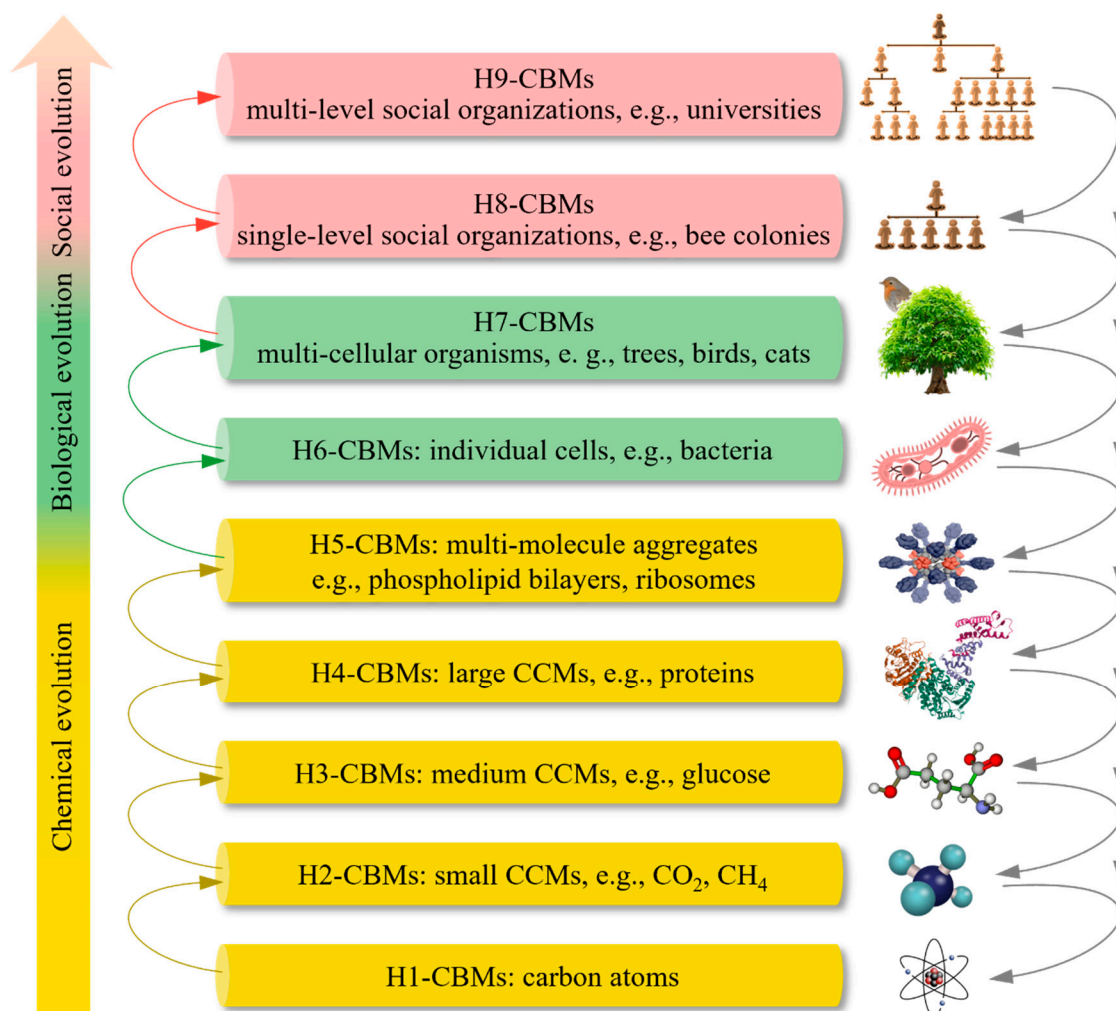 Social evolution
Biological evolution
Chemical evolution
H9-CBMs
multi-level social organizations, e.g., universities
H8-CBMs
single-level social organizations, e.g., bee colonies
H7-CBMs
multi-cellular organisms, e. g., trees, birds, cats
H6-CBMs: individual cells, e.g., bacteria
H5-CBMs: multi-molecule aggregates
e.g., phospholipid bilayers, ribosomes
H4-CBMs: large CCMs, e.g., proteins
H3-CBMs: medium CCMs, e.g., glucose
H2-CBMs: small CCMs, e.g., CO₂, CH₄
H1-CBMs: carbon atoms